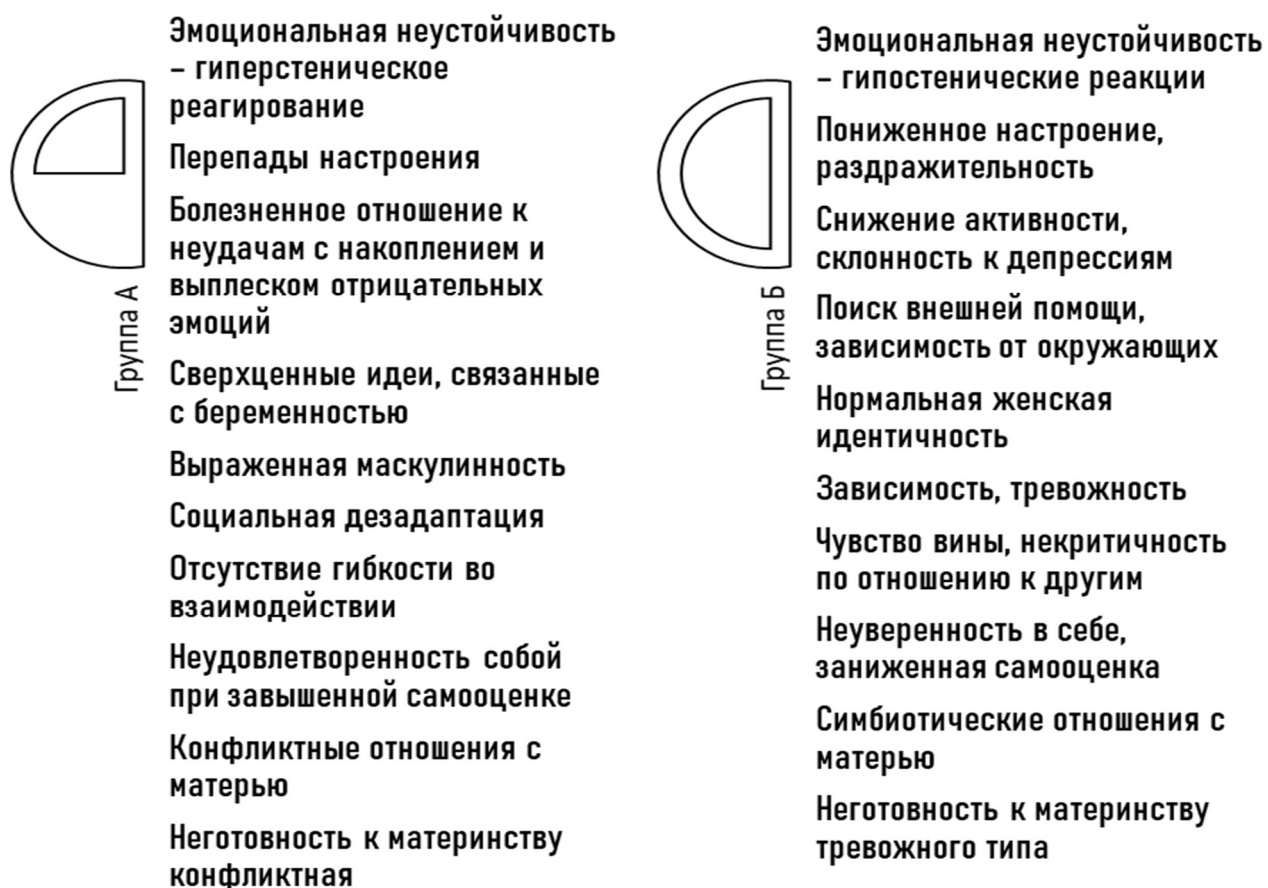 Группа А
Эмоциональная неустойчивость
– гиперстеническое
реагирование
Перепады настроения
Болезненное отношение к
неудачам с накоплением и
выплеском отрицательных
эмоций
Сверхценные идеи, связанные
с беременностью
Выраженная маскулинность
Социальная дезадаптация
Отсутствие гибкости во
взаимодействии
Неудовлетворенность собой
при завышенной самооценке
Конфликтные отношения с
матерью
Неготовность к материнству
конфликтная
Группа Б
Эмоциональная неустойчивость
– гипостенические реакции
Пониженное настроение,
раздражительность
Снижение активности,
склонность к депрессиям
Поиск внешней помощи,
зависимость от окружающих
Нормальная женская
идентичность
Зависимость, тревожность
Чувство вины, некритичность
по отношению к другим
Неуверенность в себе,
заниженная самооценка
Симбиотические отношения с
матерью
Неготовность к материнству
тревожного типа